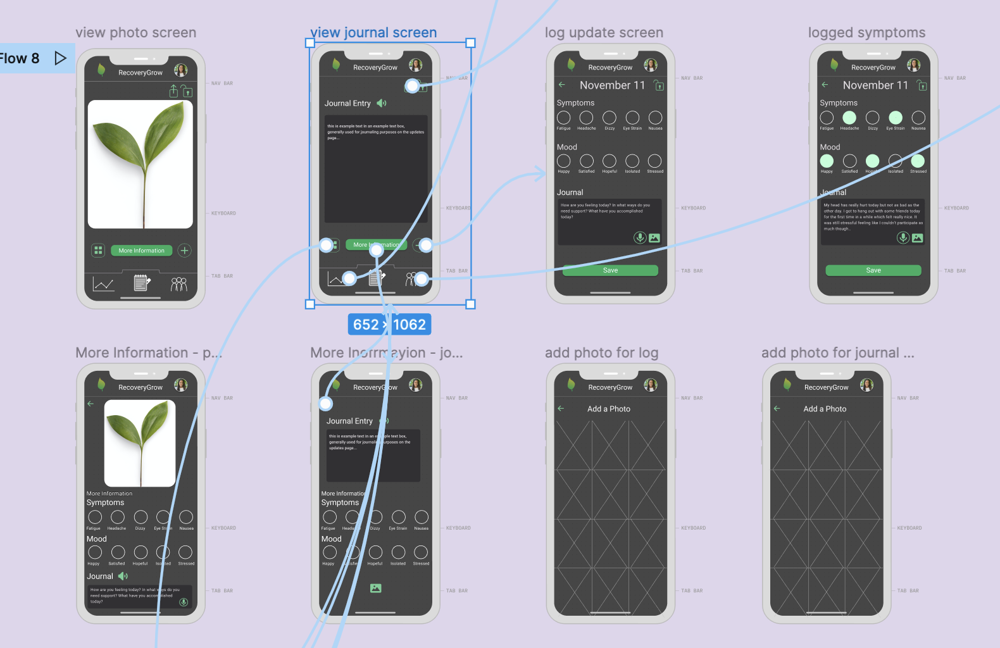 view photo screen
Flow 8
RecoveryGrow
NAV BAR
KEYBOARD
More Information
TAB BAR
view journal screen
RecoveryGrow
NAV BAR
Journal Entry
this is example text in an example text box,
generally used for journaling purposes on the updates
page...
KEYBOARD
More Information
TAB BAR
652 × 1062
log update screen
RecoveryGrow
NAV BAR
November 11
Symptoms
Fatigue Headache Dizzy Eye Strain Nausea
Mood
Happy Satisfied Hopeful Isolated Stressed
Journal
How are you feeling today? In what ways do you
need support? What have you accomplished
today?
KEYBOARD
Save
TAB BAR
logged symptoms
RecoveryGrow
NAV BAR
November 11
Symptoms
Fatigue Headache Dizzy Eye Strain Nausea
Mood
Happy Satisfied Hopeful Isolated Stressed
Journal
My head has really hurt today but not as bad as the
other day. I got to hang out with some friends today
for the first time in a while which felt really nice. It
was still stressful feeling like I couldn't participate as
much though..
KEYBOARD
Save
TAB BAR
More Information - p...
RecoveryGrow
NAV BAR
More Information
Symptoms
Fatigue Headache Dizzy Eye Strain Nausea
KEYBOARD
Mood
Happy Satisfied Hopeful Isolated Stressed
Journal
How are you feeling today? In what ways do you
need support? What have you accomplished
today?
TAB BAR
More Inorrmayion - jo...
RecoveryGrow
NAV BAR
Journal Entry
this is example text in an example text box,
generally used for journaling purposes on the
updates page...
More Information
Symptoms
Fatigue Headache Dizzy Eye Strain Nausea
KEYBOARD
Mood
Happy Satisfied Hopeful Isolated Stressed
TAB BAR
add photo for log
RecoveryGrow
NAV BAR
Add a Photo
KEYBOARD
TAB BAR
add photo for journal ...
RecoveryGrow
NAV BAR
Add a Photo
KEYBOARD
TAB BAR